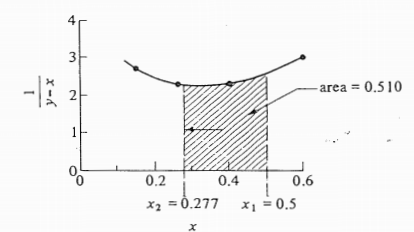 4
3
1
y − x
2
area = 0.510
1
0
0 0.2 0.4 0.6
x₂ = 0.277 x₁ = 0.5
x